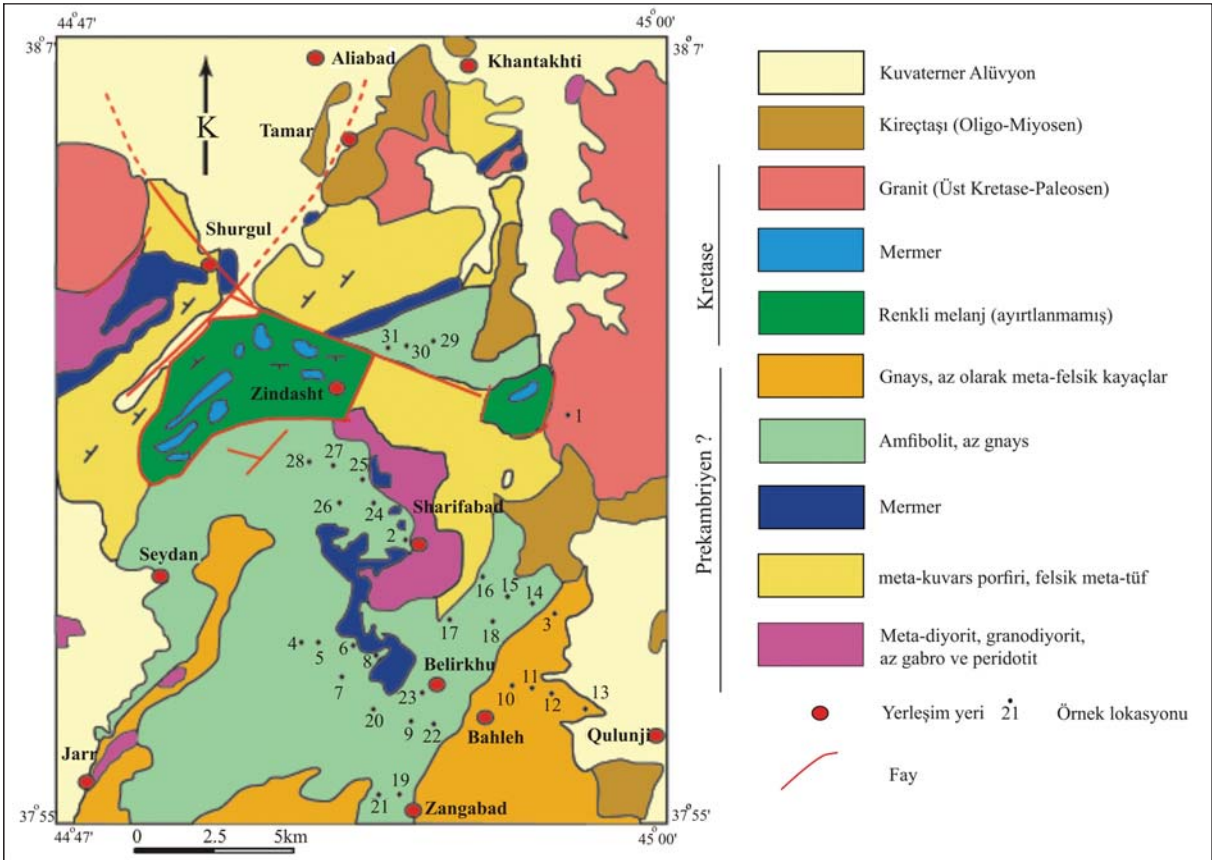 44°47'
45°00'
38°7'
38°7'
Aliabad
Khantakhti
K
Tamar
Shurgul
31
30
29
Zindasht
1
28
27
25
26
24
Sharifabad
2
Seydan
16
15
14
3
17
18
4
5
6
8
7
Belirkhu
23
11
10
12
13
20
9
22
Bahleh
Qulunji
Jarr
21
19
Zangabad
37°55'
37°55'
44°47'
45°00'
0
2.5
5km
Kuvaterner Alüvyon
Kireçtaşı (Oligo-Miyosen)
Kretase
Granit (Üst Kretase-Paleosen)
Mermer
Renkli melanj (ayırtlanmamış)
Prekambriyen ?
Gnays, az olarak meta-felsik kayaçlar
Amfibolit, az gnays
Mermer
meta-kuvars porfiri, felsik meta-tüf
Meta-diyorit, granodiyorit,
az gabro ve peridotit
Yerleşim yeri
21
Örnek lokasyonu
Fay